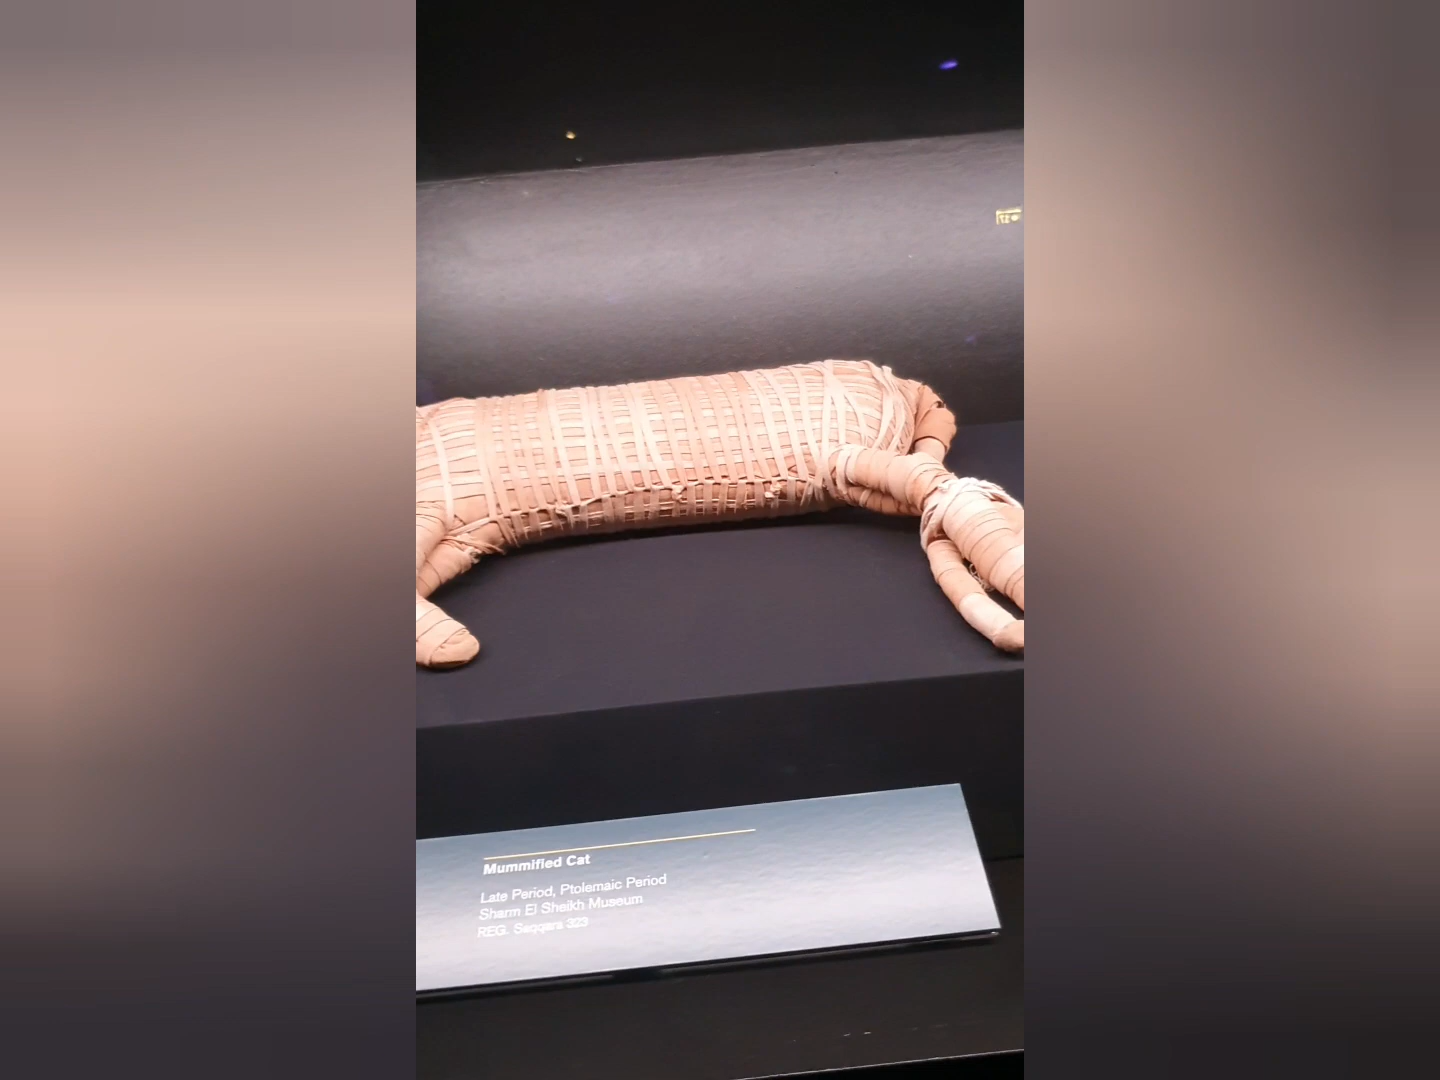 Mummified Cat
Late Period, Ptolemaic Period
Sharm El Sheikh Museum
REG. Saqqara 323